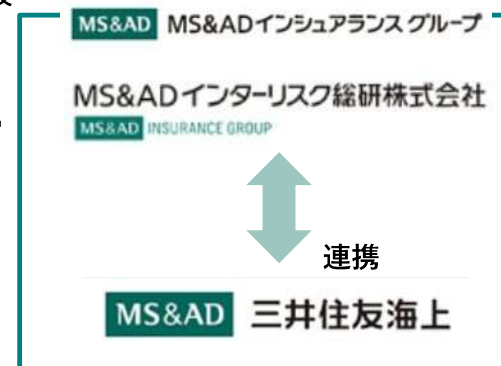 MS&AD MS&ADインシュアランス グループ
MS&ADインターリスク総研株式会社
MS&AD INSURANCE GROUP
連携
MS&AD 三井住友海上